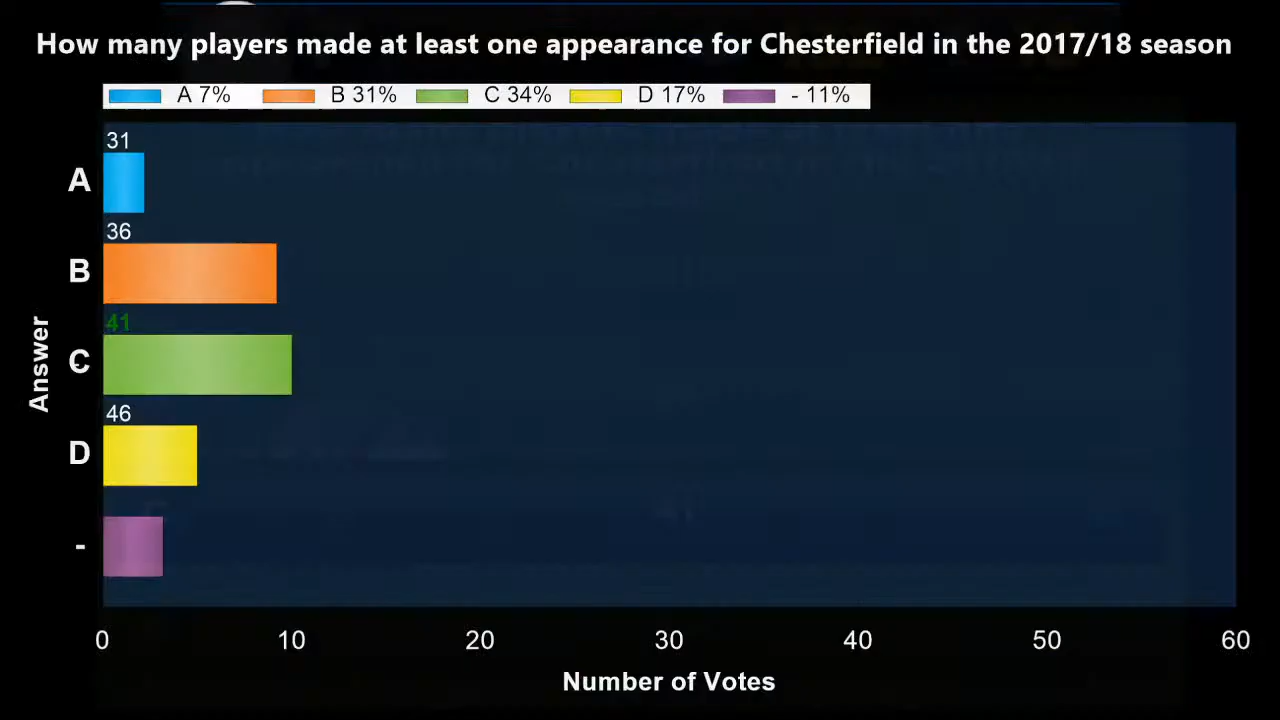 How many players made at least one appearance for Chesterfield in the 2017/18 season
A 7% B 31% C 34% D 17% - 11%
31
A
36
B
41
C
46
D
-
Answer
0 10 20 30 40 50 60
Number of Votes